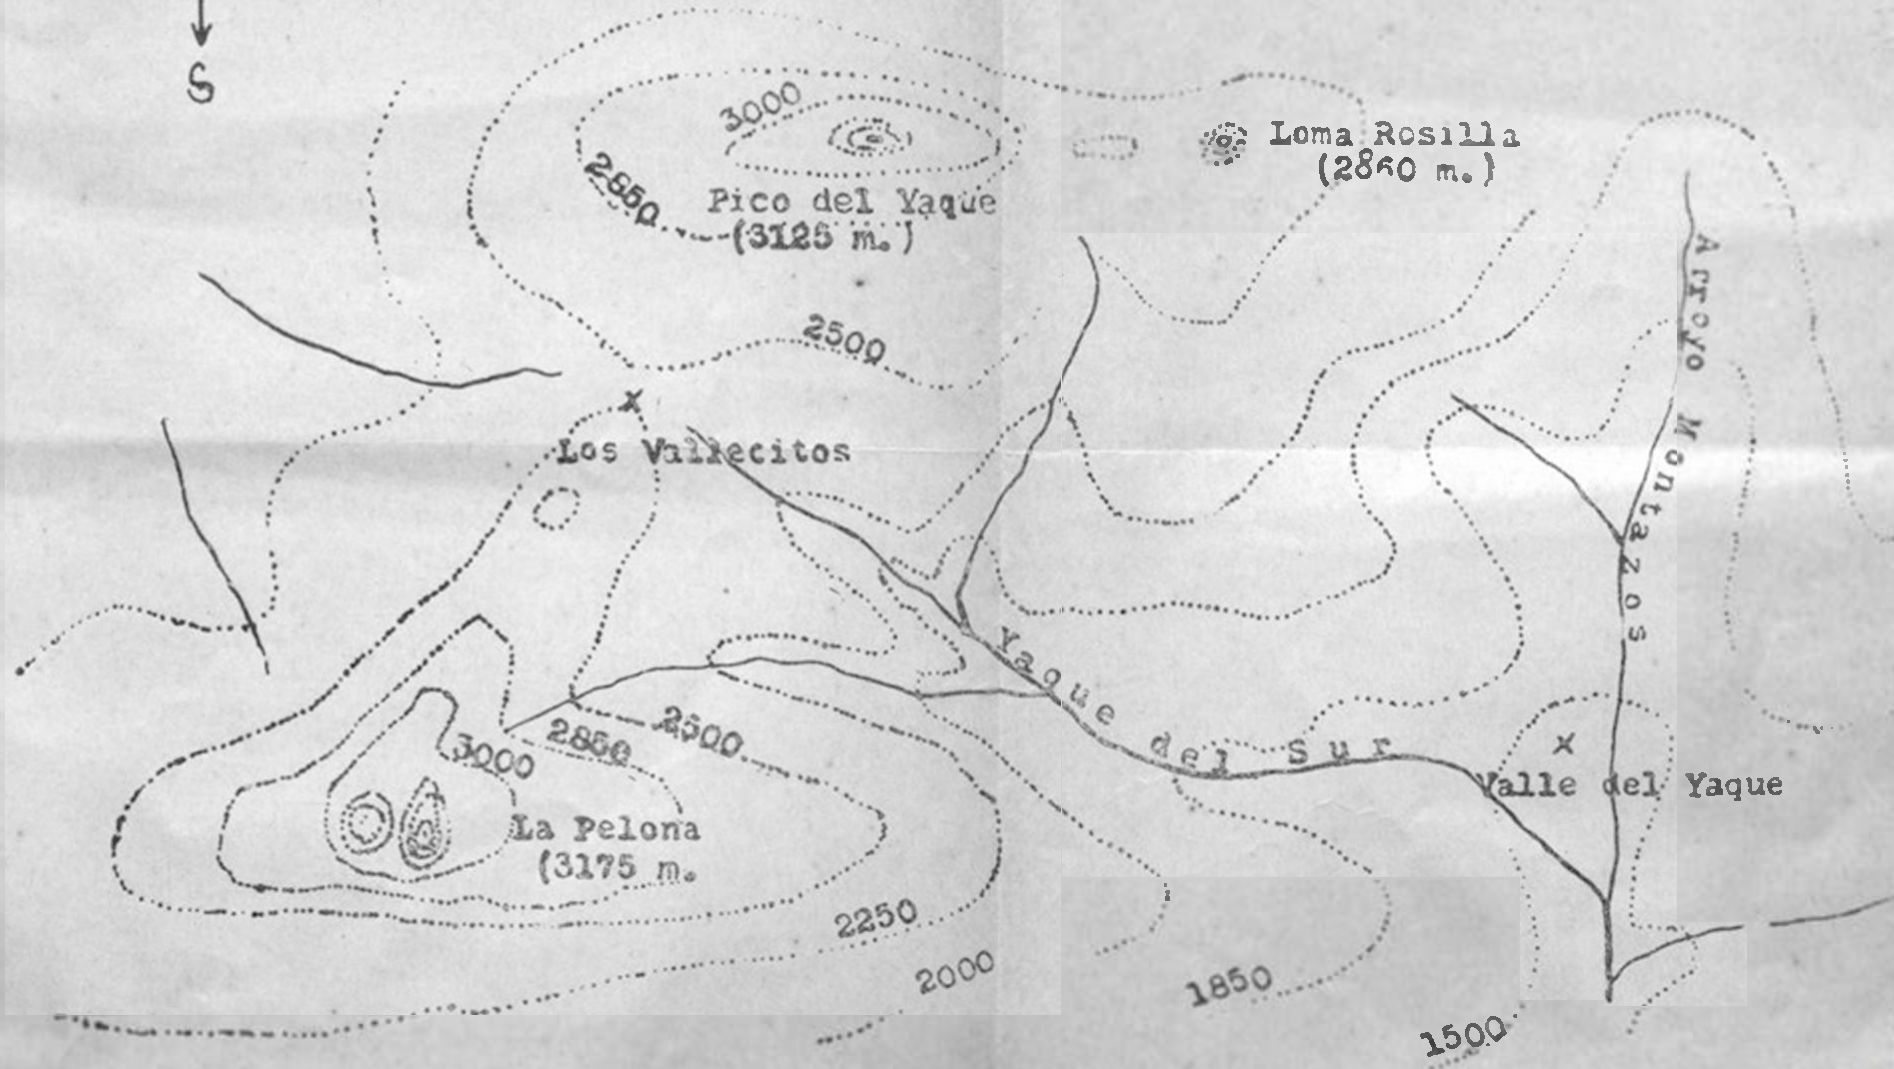 S
3000
2850
Pico del Yaque
(3125 m.)
Loma Rosilla
(2860 m.)
2500
Los Vallecitos
Arroyo Montazos
Yaque del Sur
Valle del Yaque
3000
2850
2500
La Pelona
(3175 m.
2250
2000
1850
1500